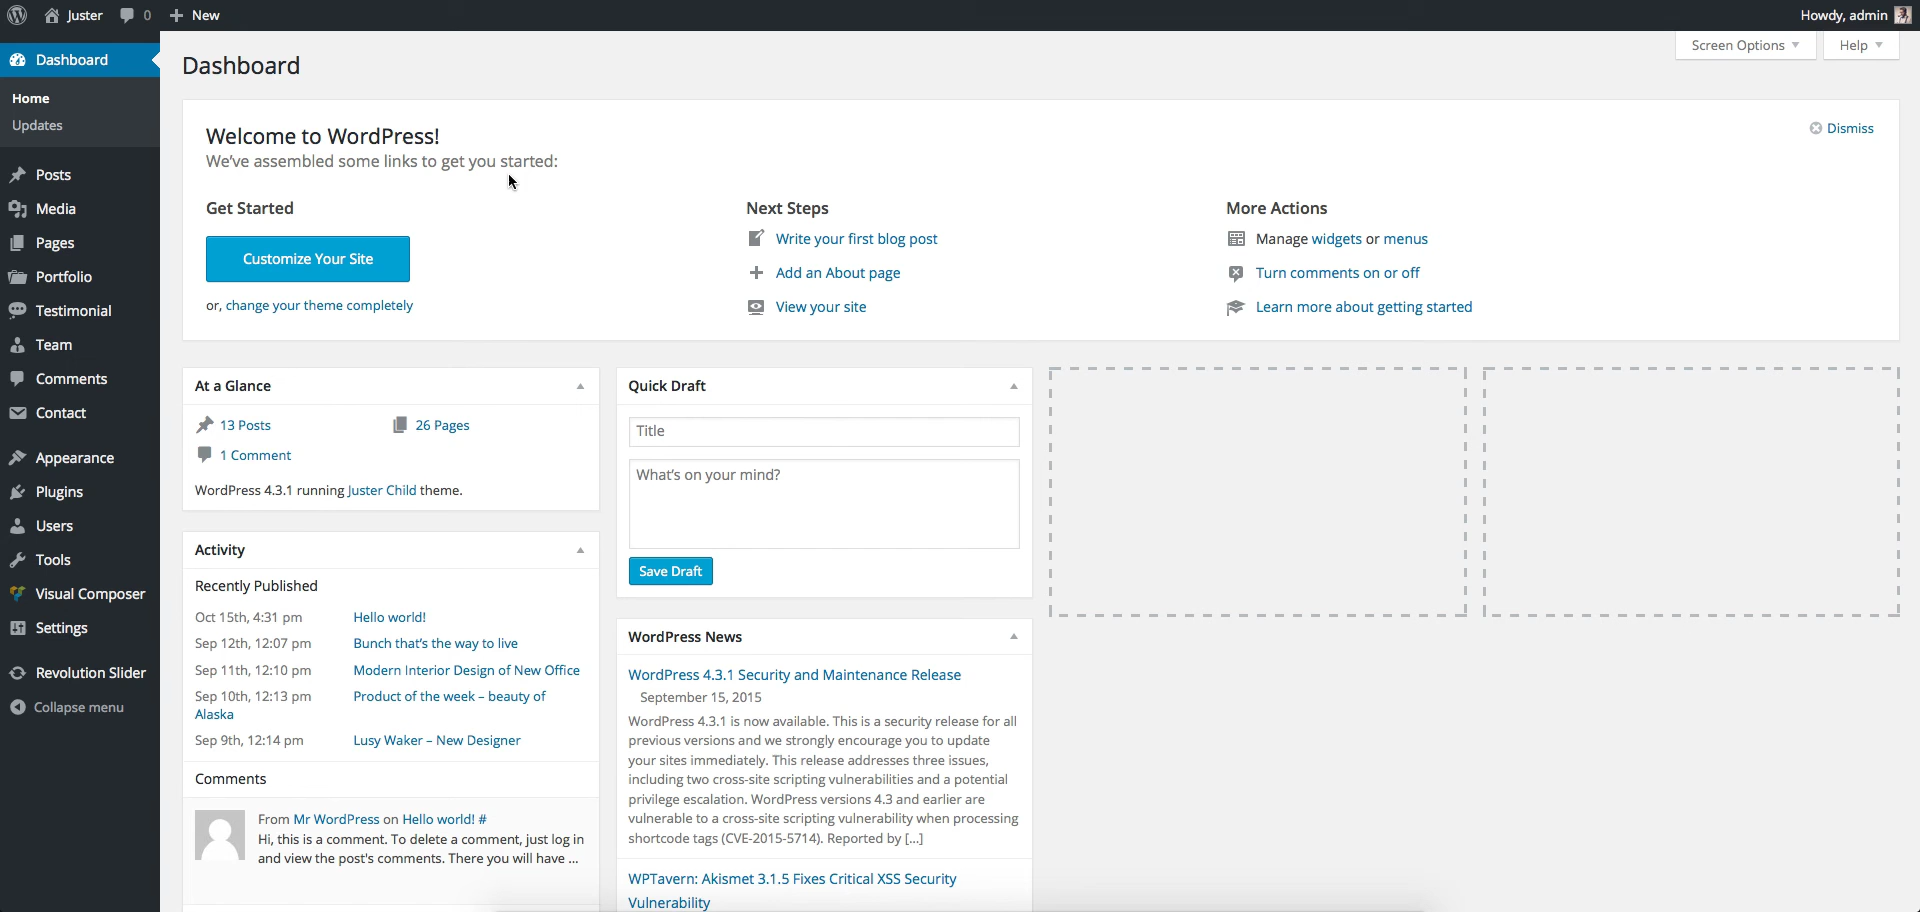 Juster 0 New Howdy, admin
Screen Options Help
Dashboard
Home
Updates
Posts
Media
Pages
Portfolio
Testimonial
Team
Comments
Contact
Appearance
Plugins
Users
Tools
Visual Composer
Settings
Revolution Slider
Collapse menu
Dashboard
Welcome to WordPress!
Dismiss
We've assembled some links to get you started:
Get Started
Customize Your Site
or, change your theme completely
Next Steps
Write your first blog post
Add an About page
View your site
More Actions
Manage widgets or menus
Turn comments on or off
Learn more about getting started
At a Glance
13 Posts 26 Pages
1 Comment
WordPress 4.3.1 running Juster Child theme.
Activity
Recently Published
Oct 15th, 4:31 pm Hello world!
Sep 12th, 12:07 pm Bunch that's the way to live
Sep 11th, 12:10 pm Modern Interior Design of New Office
Sep 10th, 12:13 pm Product of the week – beauty of
Alaska
Sep 9th, 12:14 pm Lusy Waker – New Designer
Comments
From Mr WordPress on Hello world! #
Hi, this is a comment. To delete a comment, just log in
and view the post's comments. There you will have ...
Quick Draft
Title
What's on your mind?
Save Draft
WordPress News
WordPress 4.3.1 Security and Maintenance Release
September 15, 2015
WordPress 4.3.1 is now available. This is a security release for all
previous versions and we strongly encourage you to update
your sites immediately. This release addresses three issues,
including two cross-site scripting vulnerabilities and a potential
privilege escalation. WordPress versions 4.3 and earlier are
vulnerable to a cross-site scripting vulnerability when processing
shortcode tags (CVE-2015-5714). Reported by [...]
WPTavern: Akismet 3.1.5 Fixes Critical XSS Security
Vulnerability